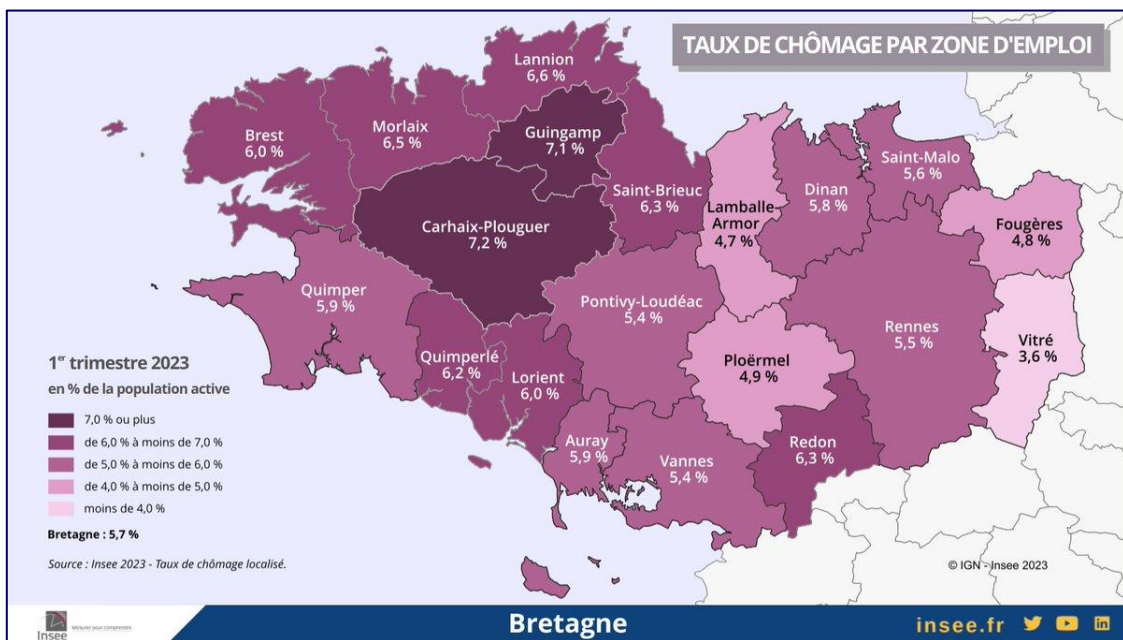 TAUX DE CHÔMAGE PAR ZONE D'EMPLOI
Lannion
6,6 %
Guingamp
7,1 %
Morlaix
6,5 %
Brest
6,0 %
Saint-Brieuc
6,3 %
Lamballe-
Armor
4,7 %
Dinan
5,8 %
Saint-Malo
5,6 %
Fougères
4,8 %
Carhaix-Plouguer
7,2 %
Quimper
5,9 %
Pontivy-Loudéac
5,4 %
Rennes
5,5 %
Vitré
3,6 %
Quimperlé
6,2 %
Lorient
6,0 %
Ploërmel
4,9 %
Auray
5,9 %
Vannes
5,4 %
Redon
6,3 %
1er trimestre 2023
en % de la population active
7,0 % ou plus
de 6,0 % à moins de 7,0 %
de 5,0 % à moins de 6,0 %
de 4,0 % à moins de 5,0 %
moins de 4,0 %
Bretagne : 5,7 %
Source : Insee 2023 - Taux de chômage localisé.
© IGN - Insee 2023
Insee
Mesurer pour comprendre
Bretagne
insee.fr